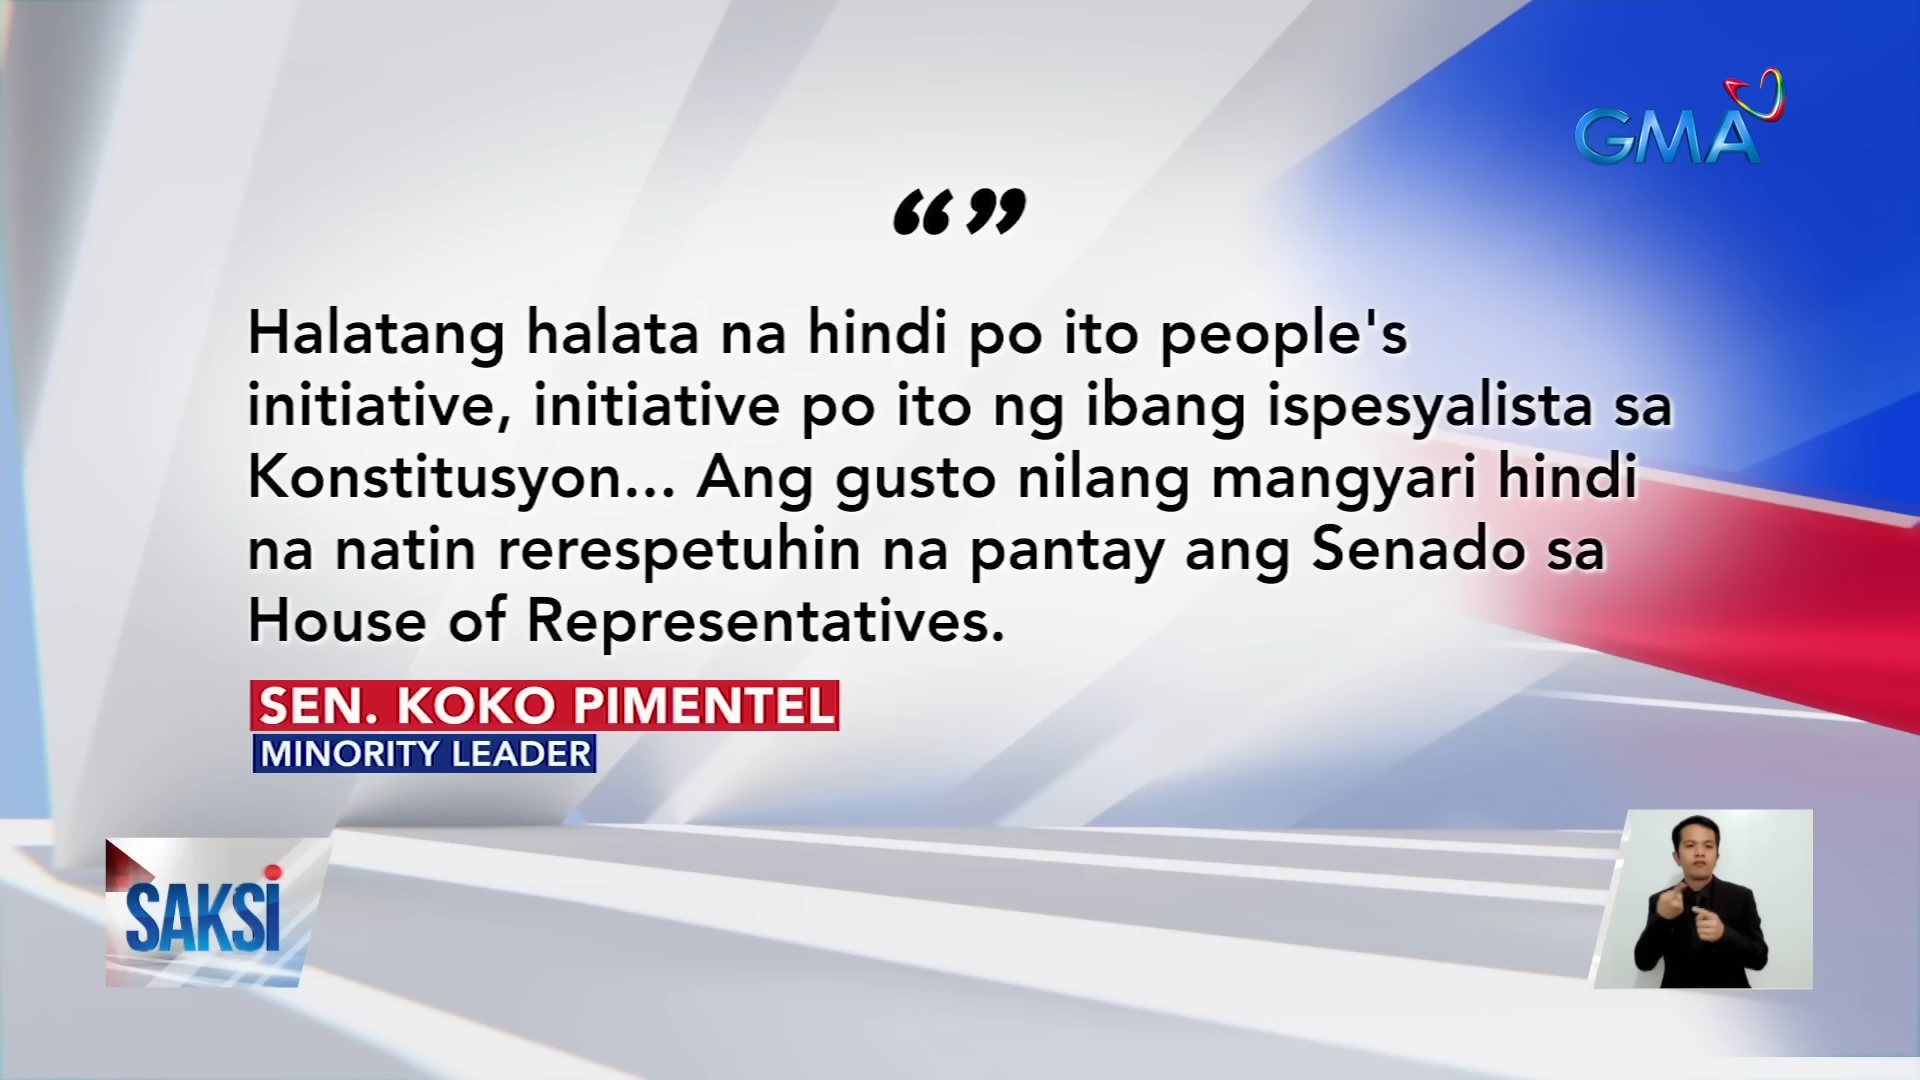 GMA
“ ”
Halatang halata na hindi po ito people's
initiative, initiative po ito ng ibang ispesyalista sa
Konstitusyon... Ang gusto nilang mangyari hindi
na natin rerespetuhin na pantay ang Senado sa
House of Representatives.
SEN. KOKO PIMENTEL
MINORITY LEADER
SAKSI